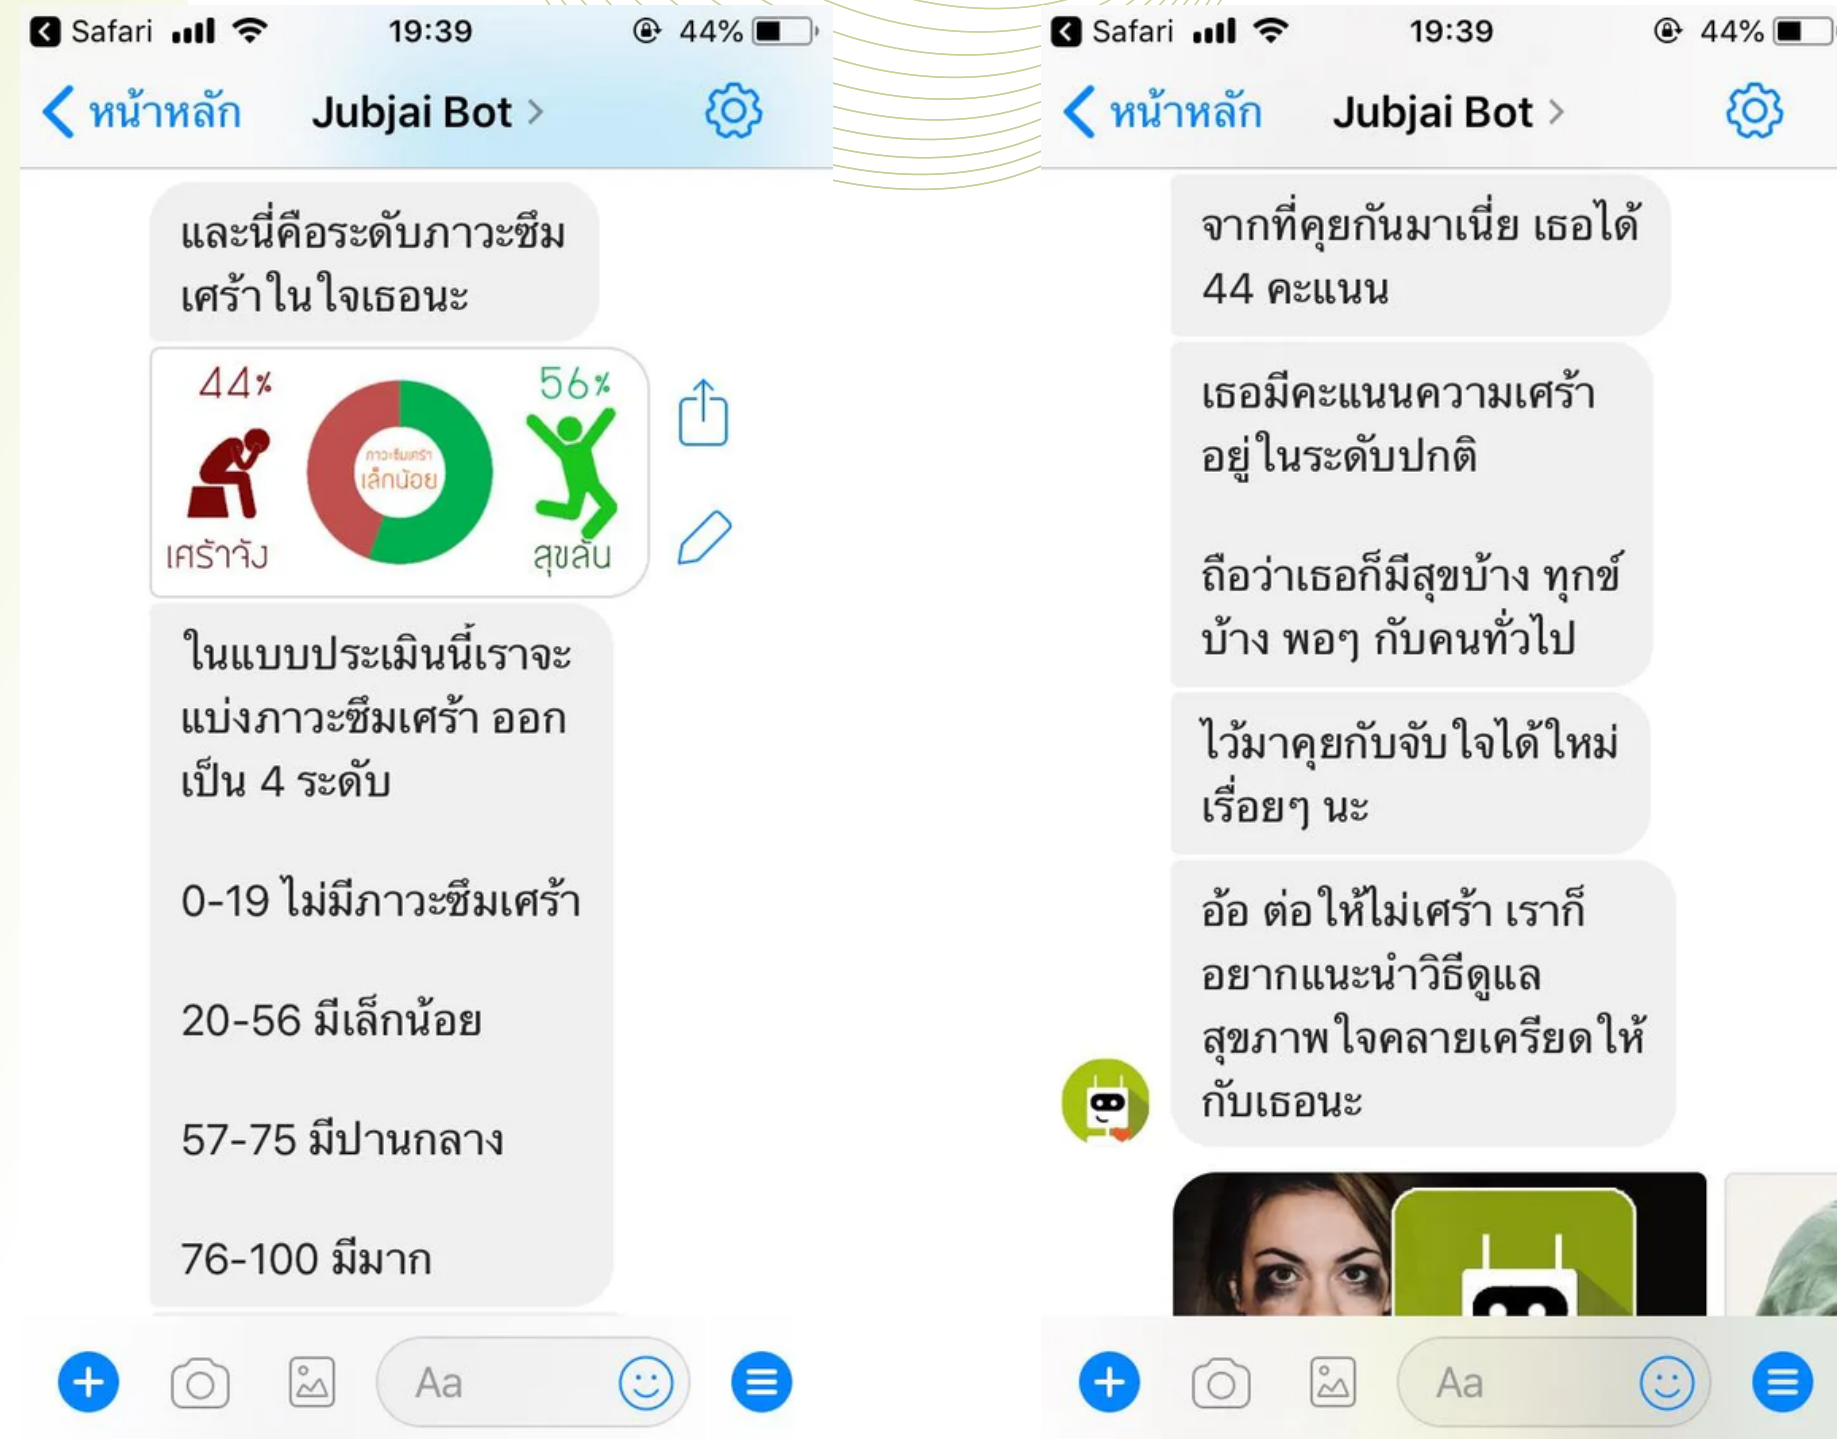 Safari
19:39
44%
หน้าหลัก
Jubjai Bot
และนี่คือระดับภาวะซึม
เศร้าในใจเธอนะ
44%
56%
ภาวะซึมเศร้า
เล็กน้อย
เศร้าจัง
สุขล้น
ในแบบประเมินนี้เราจะ
แบ่งภาวะซึมเศร้า ออก
เป็น 4 ระดับ
0-19 ไม่มีภาวะซึมเศร้า
20-56 มีเล็กน้อย
57-75 มีปานกลาง
76-100 มีมาก
Aa
Safari
19:39
44%
หน้าหลัก
Jubjai Bot
จากที่คุยกันมาเนี่ย เธอได้
44 คะแนน
เธอมีคะแนนความเศร้า
อยู่ในระดับปกติ
ถือว่าเธอก็มีสุขบ้าง ทุกข์
บ้าง พอๆ กับคนทั่วไป
ไว้มาคุยกับจับใจได้ใหม่
เรื่อยๆ นะ
อ้อ ต่อให้ไม่เศร้า เราก็
อยากแนะนำวิธีดูแล
สุขภาพใจคลายเครียดให้
กับเธอนะ
Aa